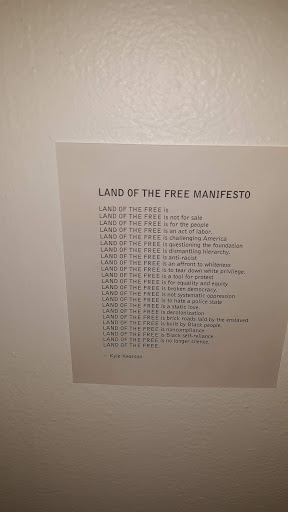 LAND OF THE FREE MANIFESTO
LAND OF THE FREE is
LAND OF THE FREE is not for sale
LAND OF THE FREE is for the people
LAND OF THE FREE is an act of labor.
LAND OF THE FREE is challenging America
LAND OF THE FREE is questioning the foundation
LAND OF THE FREE is dismantling hierarchy.
LAND OF THE FREE is anti-racist
LAND OF THE FREE is an affront to whiteness
LAND OF THE FREE is to tear down white privilege.
LAND OF THE FREE is a tool for protest
LAND OF THE FREE is for equality and equity
LAND OF THE FREE is broken democracy.
LAND OF THE FREE is not systematic oppression
LAND OF THE FREE is to hate a police state
LAND OF THE FREE is a static love.
LAND OF THE FREE is decolonization
LAND OF THE FREE is brick roads laid by the enslaved
LAND OF THE FREE is built by Black people.
LAND OF THE FREE is noncompliance
LAND OF THE FREE is Black self-reliance
LAND OF THE FREE is no longer silence.
LAND OF THE FREE.
- Kyle